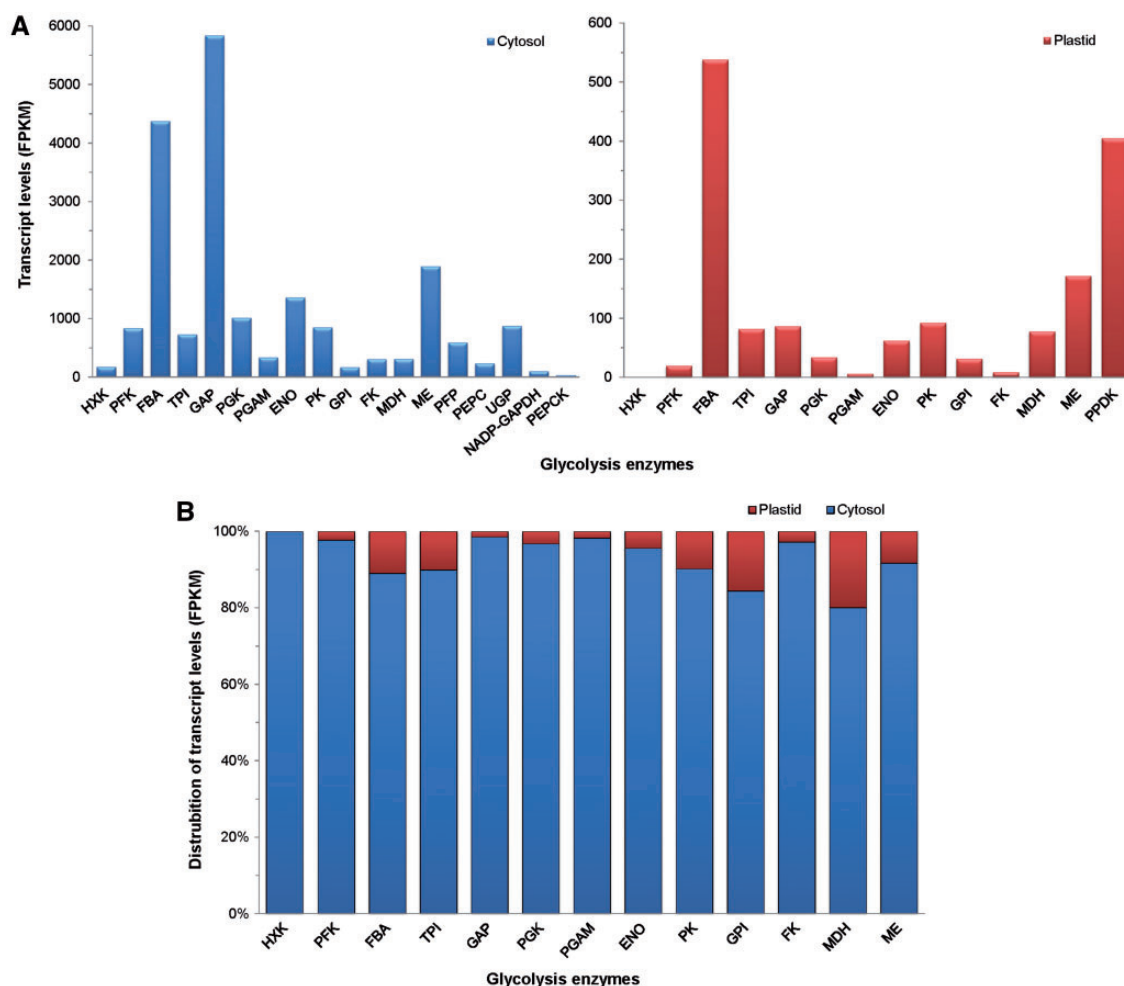 A
Transcript levels (FPKM)
6000
5000
4000
3000
2000
1000
0
Cytosol
HXK
PFK
FBA
TPI
GAP
PGK
PGAM
ENO
PK
GPI
FK
MDH
ME
PFP
PEPC
UGP
NADP-GAPDH
PEPCK
600
500
400
300
200
100
0
Plastid
HXK
PFK
FBA
TPI
GAP
PGK
PGAM
ENO
PK
GPI
FK
MDH
ME
PPDK
Glycolysis enzymes
B
Plastid Cytosol
Distrubition of transcript levels (FPKM)
100%
80%
60%
40%
20%
0%
HXK
PFK
FBA
TPI
GAP
PGK
PGAM
ENO
PK
GPI
FK
MDH
ME
Glycolysis enzymes